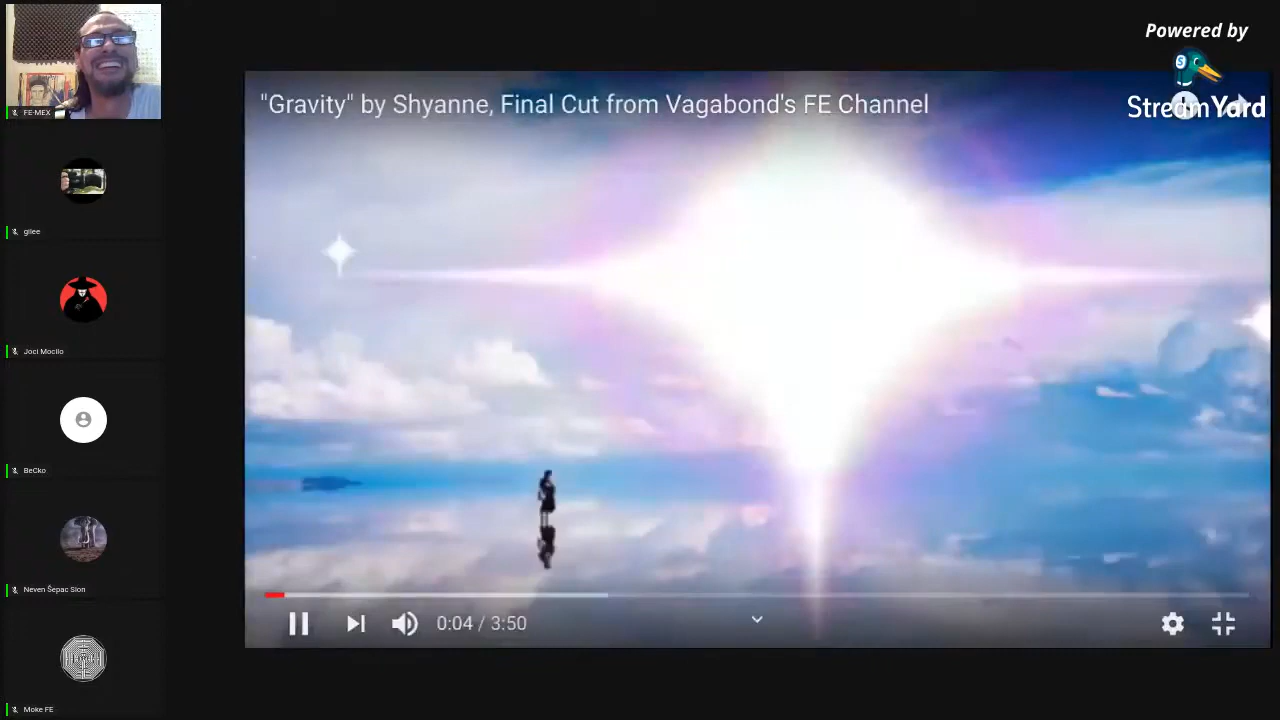 Powered by
S
StreamYard
"Gravity" by Shyanne, Final Cut from Vagabond's FE Channel
FE-MEX
gilee
Joci Mocilo
BeCko
Neven Šepac Sion
Moke FE
0:04 / 3:50